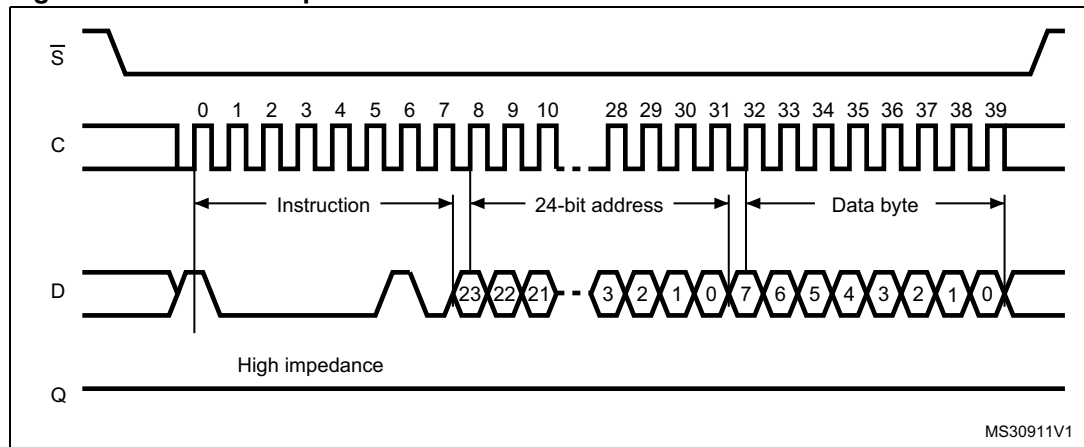 S
0 1 2 3 4 5 6 7 8 9 10 28 29 30 31 32 33 34 35 36 37 38 39
C
Instruction 24-bit address Data byte
D
23 22 21 3 2 1 0 7 6 5 4 3 2 1 0
High impedance
Q
MS30911V1